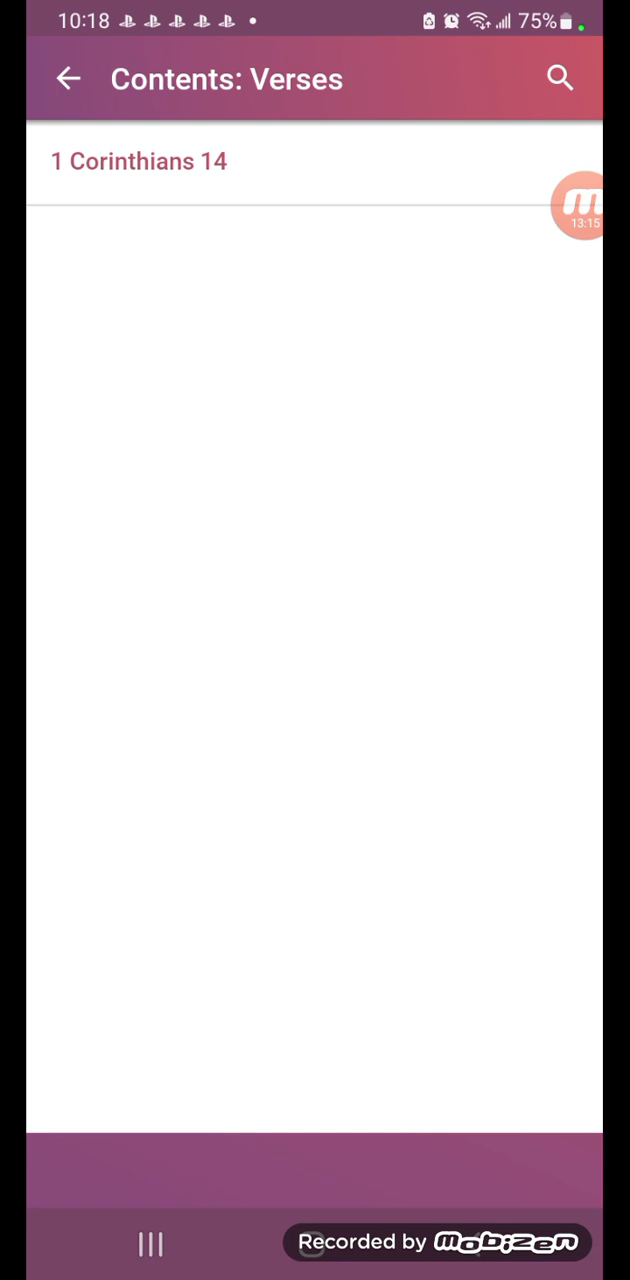 10:18 75%
Contents: Verses
1 Corinthians 14
m
13:15
Recorded by mobizen